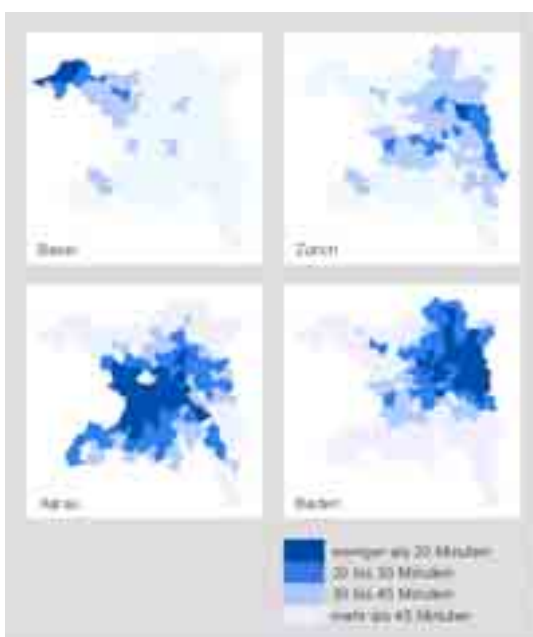 Basel
Zürich
Aarau
Baden
weniger als 20 Minuten
20 bis 30 Minuten
30 bis 45 Minuten
mehr als 45 Minuten